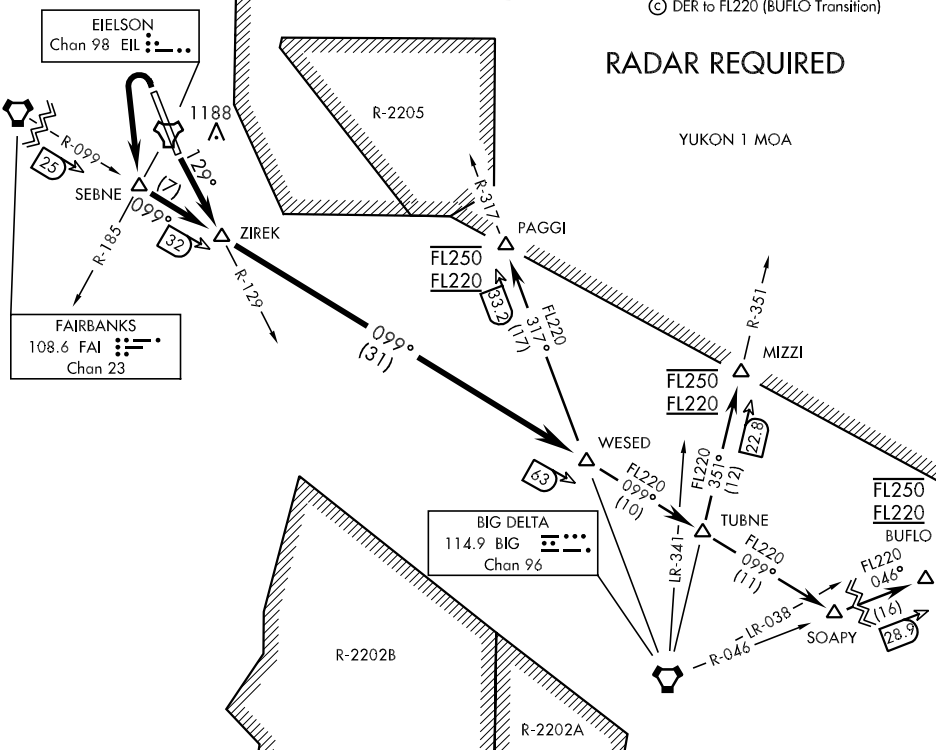 © DER to FL220 (BUFLO Transition)
RADAR REQUIRED
EIELSON
Chan 98 EIL
R-2205
YUKON 1 MOA
1188
129°
R-099
25
SEBNE
(7)
099°
32
ZIREK
R-185
R-129
R-317
PAGGI
FL250
FL220
33.2
FL220
317°
(17)
FAIRBANKS
108.6 FAI
Chan 23
099°
(31)
R-351
MIZZI
FL250
FL220
22.8
FL220
351°
(12)
WESED
63
FL220
099°
(10)
FL250
FL220
BUFLO
BIG DELTA
114.9 BIG
Chan 96
LR-341
TUBNE
FL220
099°
(11)
FL220
046°
(16)
28.9
SOAPY
LR-038
R-046
R-2202B
R-2202A